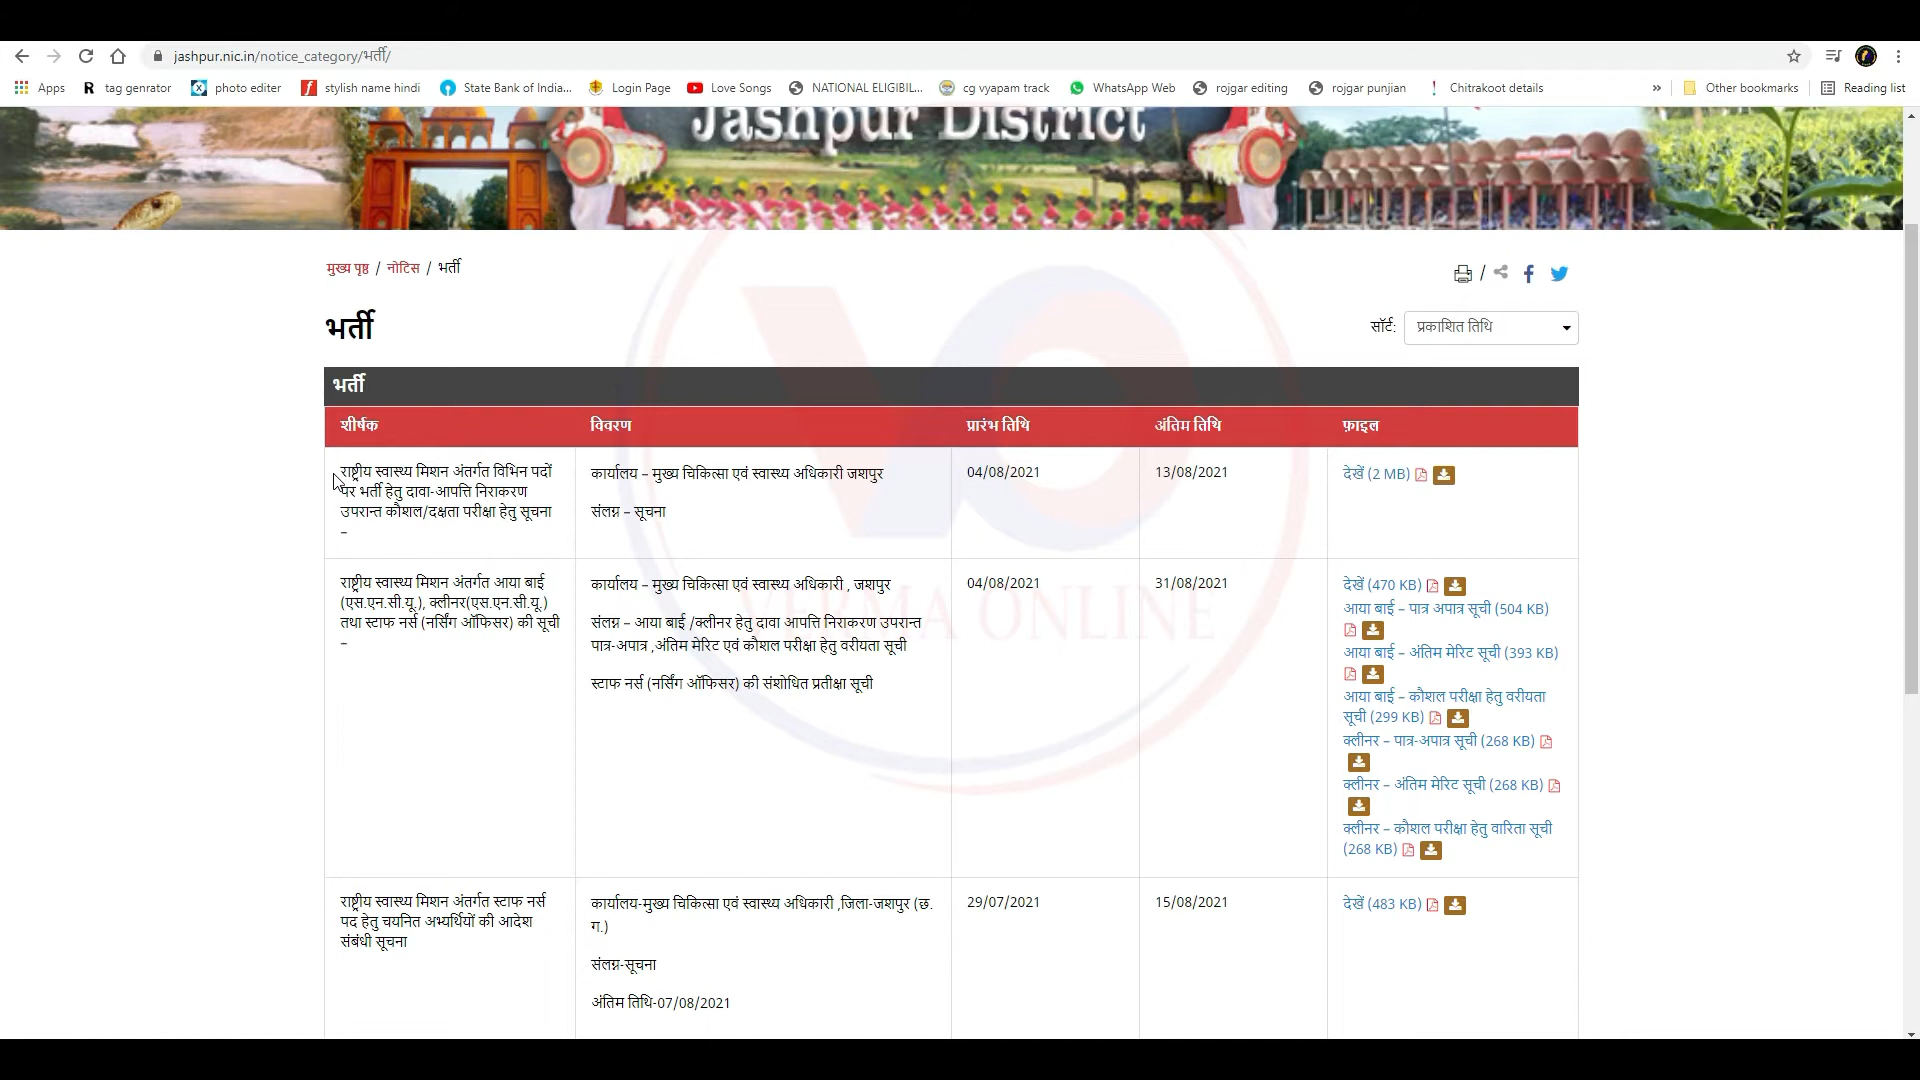 jashpur.nic.in/notice_category/भर्ती/
Apps
tag genrator
photo editer
stylish name hindi
State Bank of India...
Login Page
Love Songs
NATIONAL ELIGIBIL...
cg vyapam track
WhatsApp Web
rojgar editing
rojgar punjian
Chitrakoot details
»
Other bookmarks
Reading list
Jashpur District
मुख्य पृष्ठ / नोटिस / भर्ती
भर्ती
सॉर्ट: प्रकाशित तिथि
भर्ती
शीर्षक
विवरण
प्रारंभ तिथि
अंतिम तिथि
फ़ाइल
राष्ट्रीय स्वास्थ्य मिशन अंतर्गत विभिन पदों
पर भर्ती हेतु दावा-आपत्ति निराकरण
उपरान्त कौशल/दक्षता परीक्षा हेतु सूचना
–
कार्यालय – मुख्य चिकित्सा एवं स्वास्थ्य अधिकारी जशपुर
संलग्न – सूचना
04/08/2021
13/08/2021
देखें (2 MB)
राष्ट्रीय स्वास्थ्य मिशन अंतर्गत आया बाई
(एस.एन.सी.यू.), क्लीनर(एस.एन.सी.यू.)
तथा स्टाफ नर्स (नर्सिंग ऑफिसर) की सूची
–
कार्यालय – मुख्य चिकित्सा एवं स्वास्थ्य अधिकारी , जशपुर
संलग्न – आया बाई /क्लीनर हेतु दावा आपत्ति निराकरण उपरान्त
पात्र-अपात्र ,अंतिम मेरिट एवं कौशल परीक्षा हेतु वरीयता सूची
स्टाफ नर्स (नर्सिंग ऑफिसर) की संशोधित प्रतीक्षा सूची
04/08/2021
31/08/2021
देखें (470 KB)
आया बाई – पात्र अपात्र सूची (504 KB)
आया बाई – अंतिम मेरिट सूची (393 KB)
आया बाई – कौशल परीक्षा हेतु वरीयता
सूची (299 KB)
क्लीनर – पात्र-अपात्र सूची (268 KB)
क्लीनर – अंतिम मेरिट सूची (268 KB)
क्लीनर – कौशल परीक्षा हेतु वारिता सूची
(268 KB)
VERMA ONLINE
राष्ट्रीय स्वास्थ्य मिशन अंतर्गत स्टाफ नर्स
पद हेतु चयनित अभ्यर्थियों की आदेश
संबंधी सूचना
कार्यालय-मुख्य चिकित्सा एवं स्वास्थ्य अधिकारी ,जिला-जशपुर (छ.
ग.)
संलग्न-सूचना
अंतिम तिथि-07/08/2021
29/07/2021
15/08/2021
देखें (483 KB)